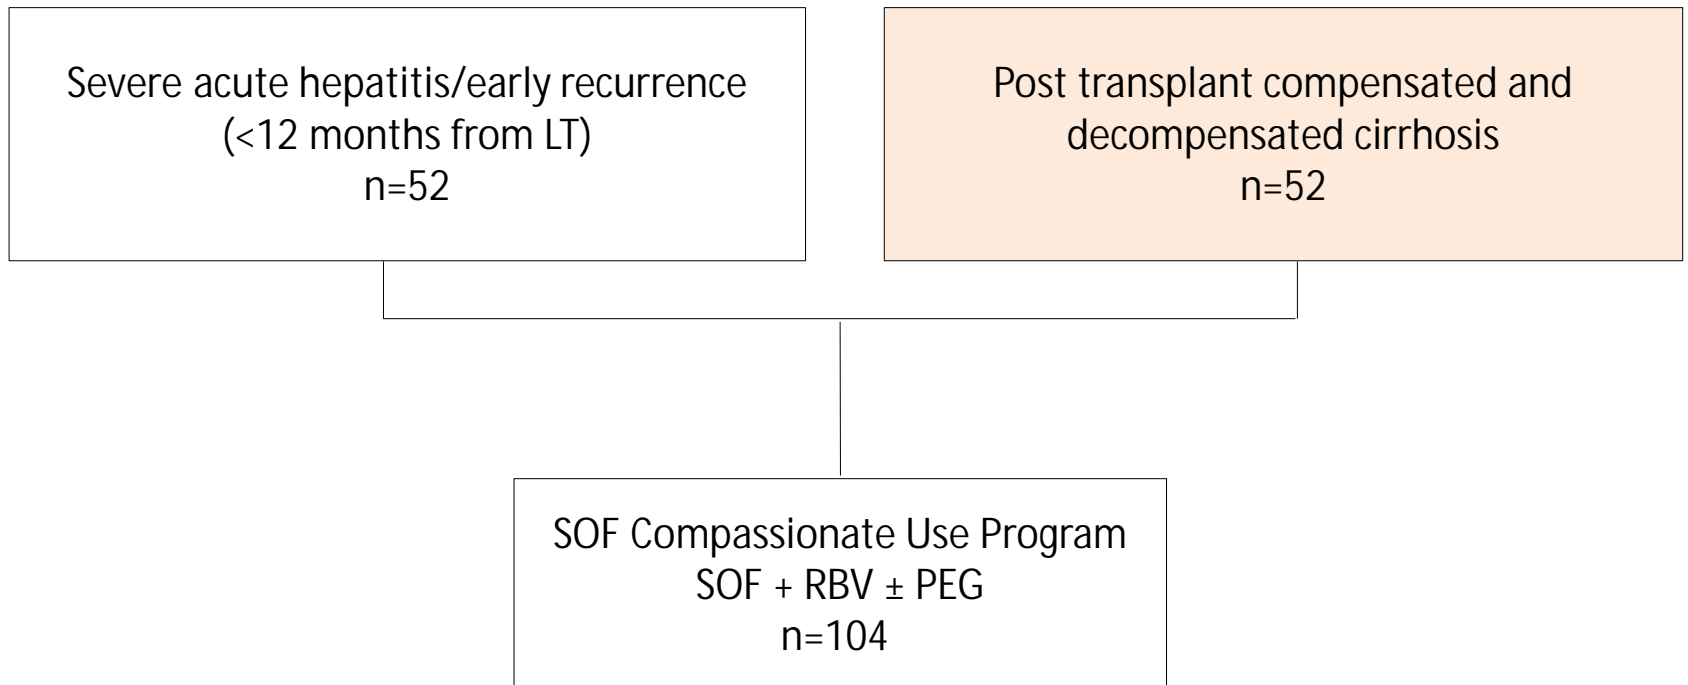 Severe acute hepatitis/early recurrence
(<12 months from LT)
n=52
Post transplant compensated and
decompensated cirrhosis
n=52
SOF Compassionate Use Program
SOF + RBV ± PEG
n=104